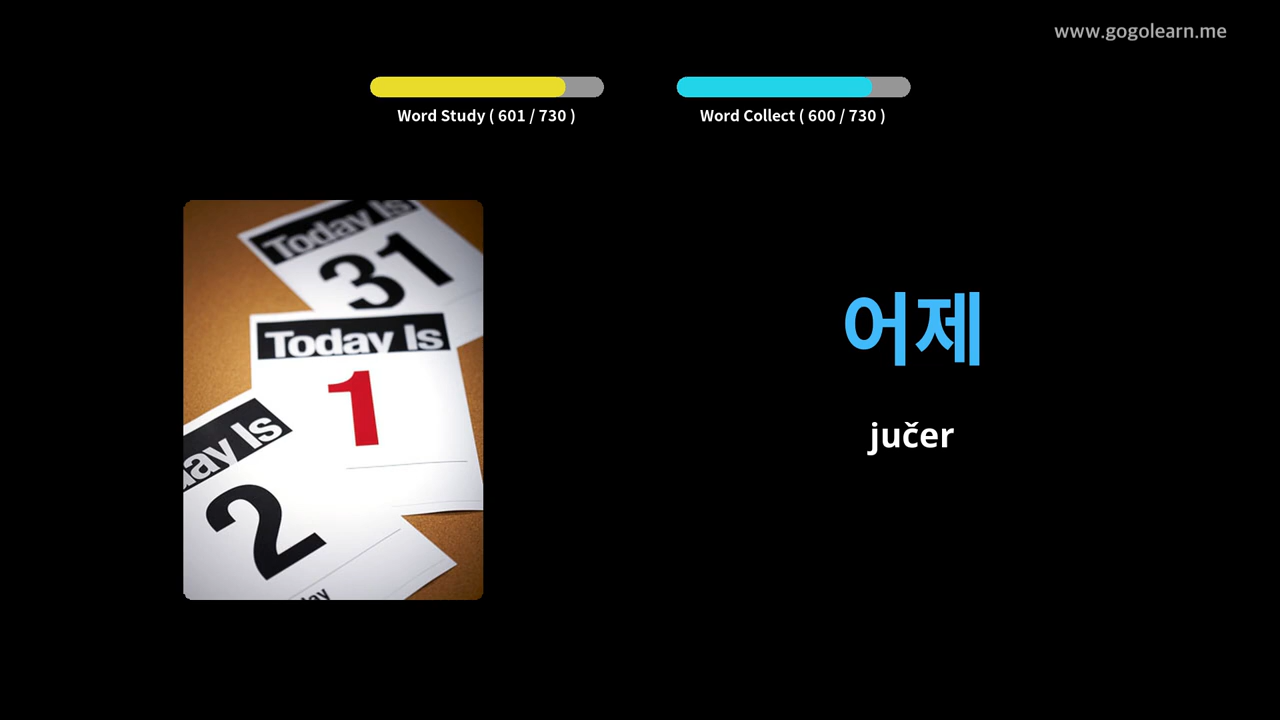 www.gogolearn.me
Word Study ( 601 / 730 )
Word Collect ( 600 / 730 )
Today Is
31
Today Is
1
day Is
2
어제
jučer